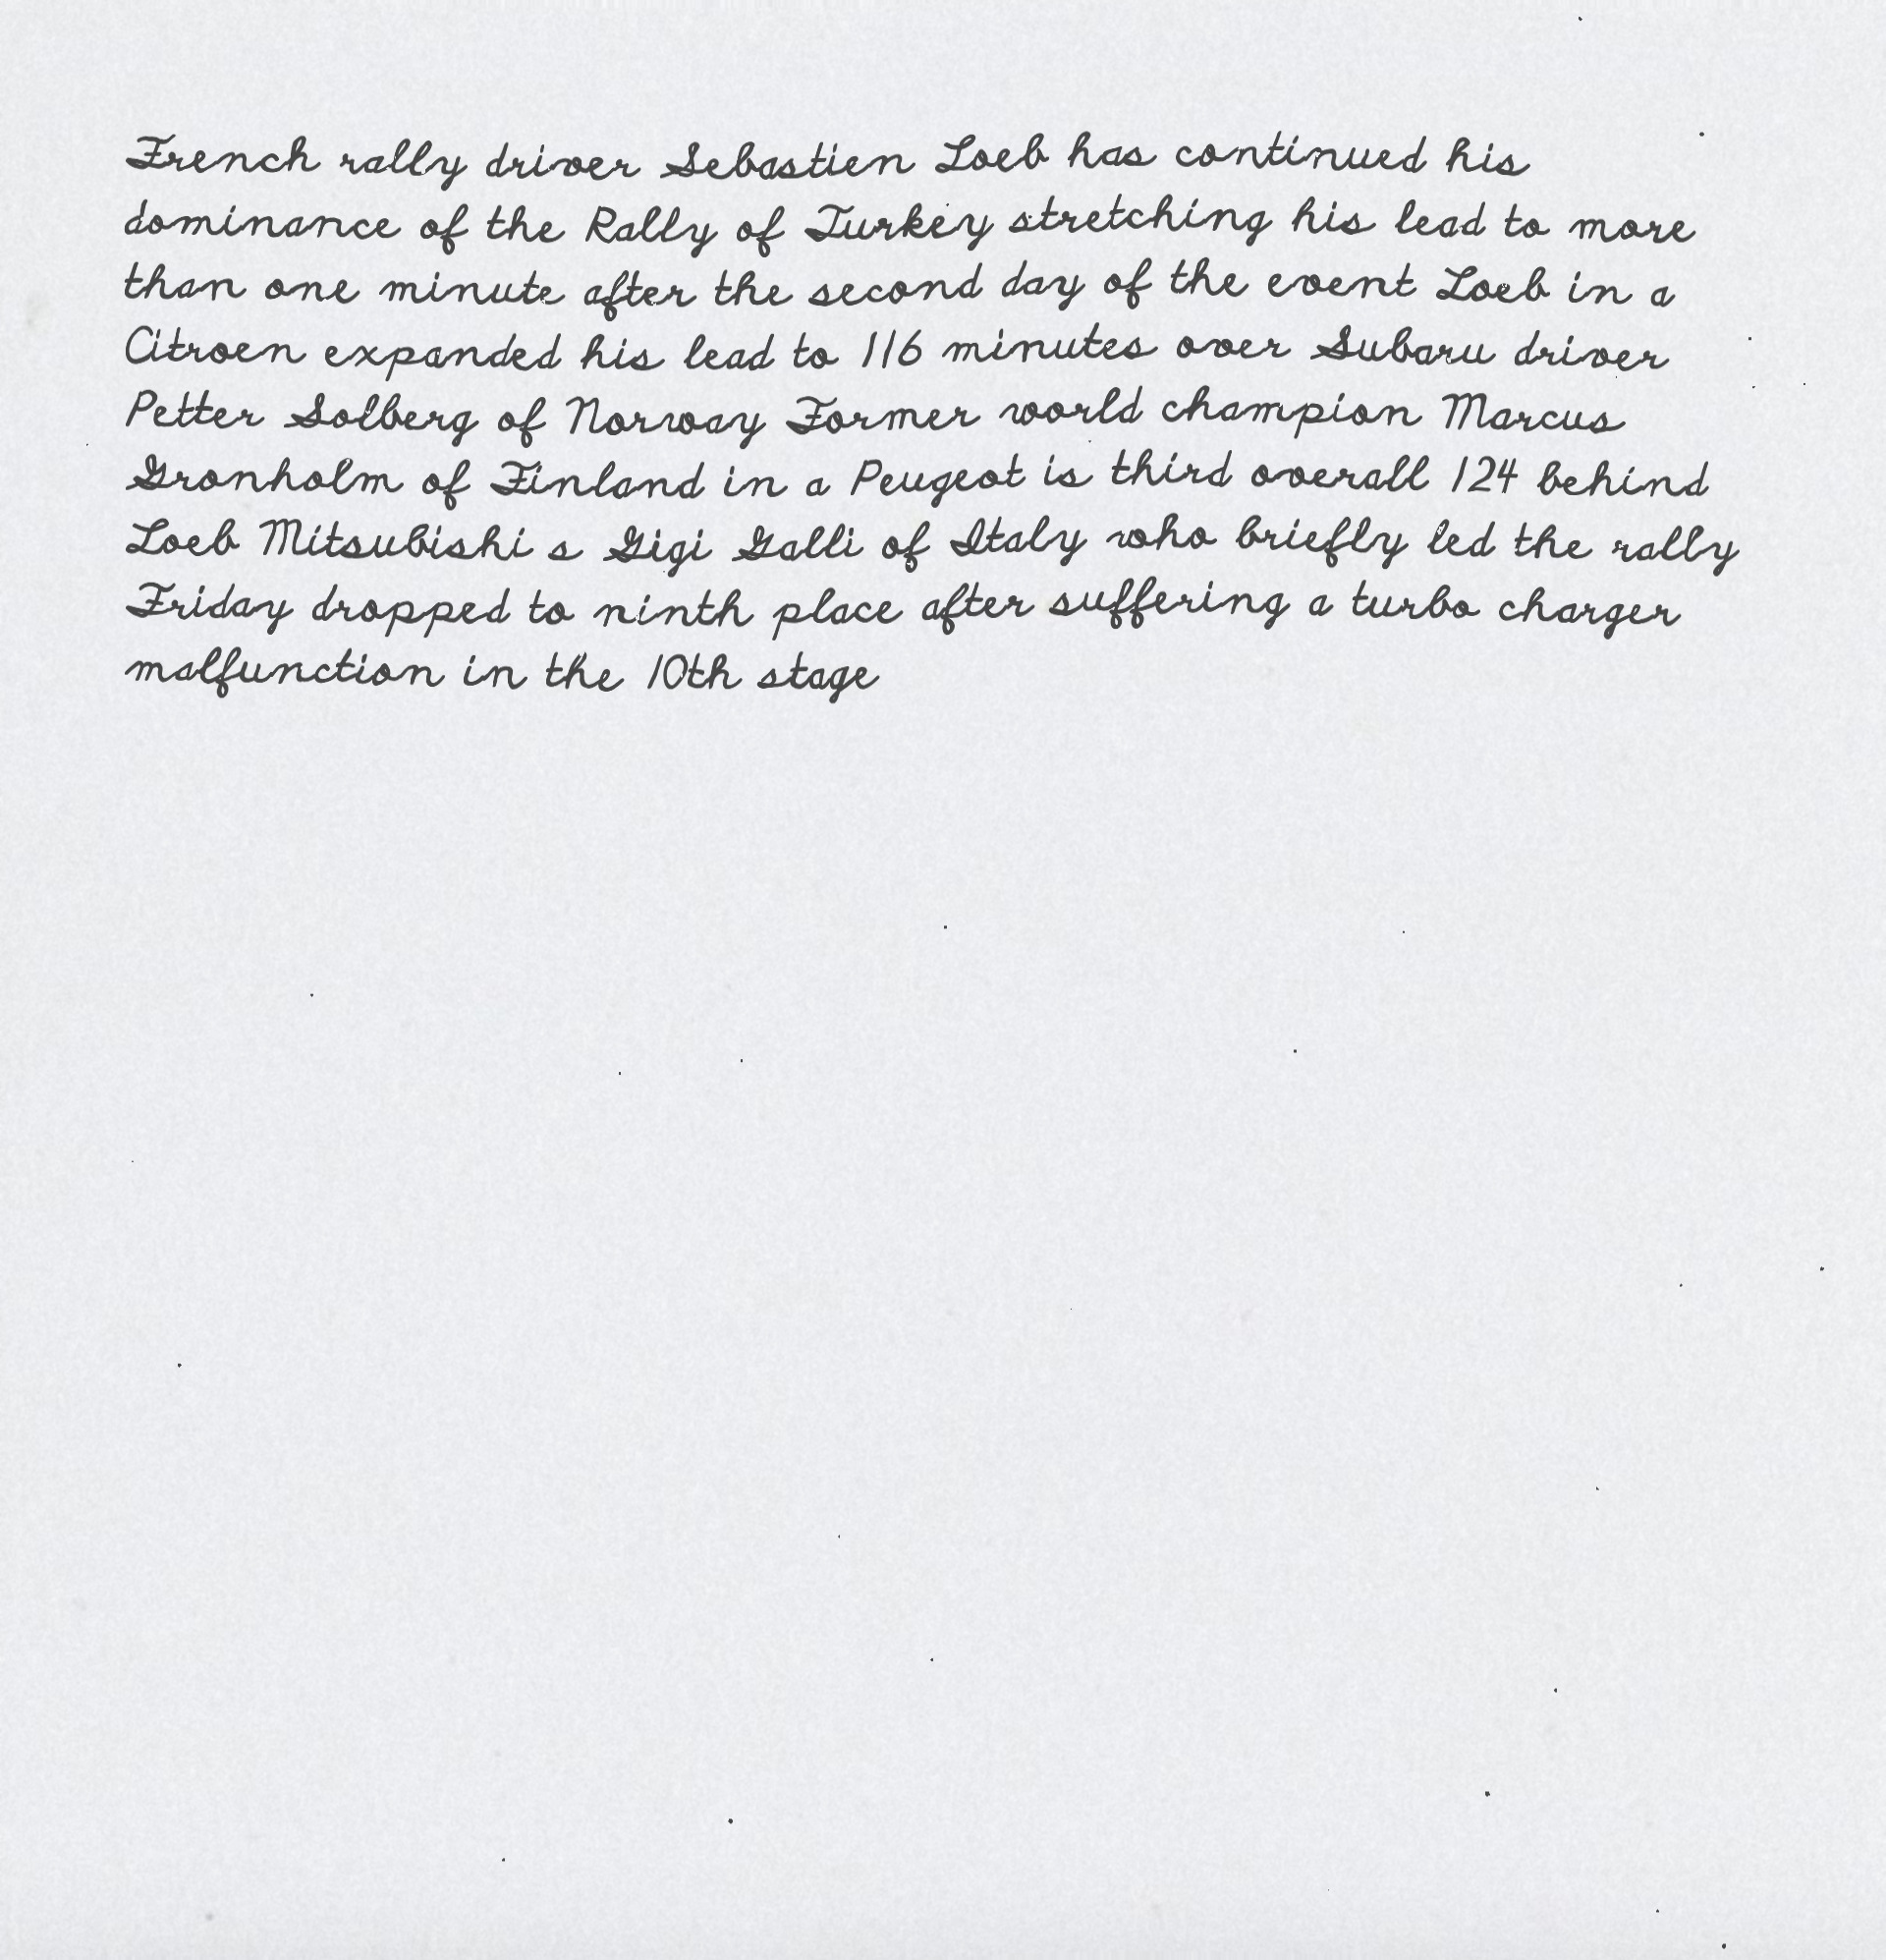 French rally driver Sebastien Loeb has continued his
dominance of the Rally of Turkey stretching his lead to more
than one minute after the second day of the event Loeb in a
Citroen expanded his lead to 116 minutes over Subaru driver
Petter Solberg of Norway Former world champion Marcus
Gronholm of Finland in a Peugeot is third overall 124 behind
Loeb Mitsubishi s Gigi Galli of Italy who briefly led the rally
Friday dropped to ninth place after suffering a turbo charger
malfunction in the 10th stage